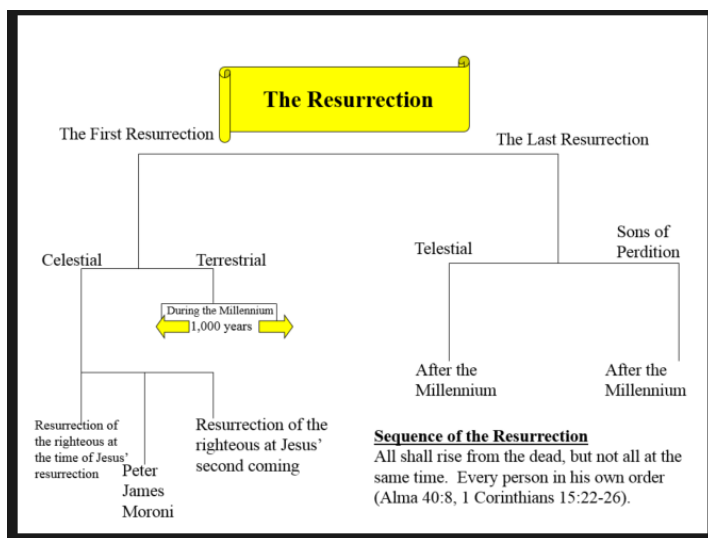 The Resurrection
The First Resurrection
The Last Resurrection
Celestial
Terrestrial
Telestial
Sons of
Perdition
During the Millennium
1,000 years
After the
Millennium
After the
Millennium
Resurrection of
the righteous at
the time of Jesus'
resurrection
Peter
James
Moroni
Resurrection of the
righteous at Jesus'
second coming
Sequence of the Resurrection
All shall rise from the dead, but not all at the
same time.  Every person in his own order
(Alma 40:8, 1 Corinthians 15:22-26).